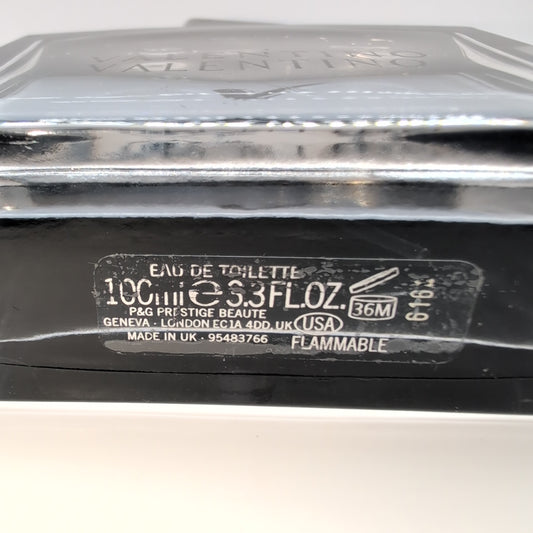 VALENTINO
VALENTINO
EAU DE TOILETTE
100ml ℮ 3.3FL.OZ.
36M
P&G PRESTIGE BEAUTE
GENEVA - LONDON EC1A 4DD, UK USA
MADE IN UK - 95483766 FLAMMABLE